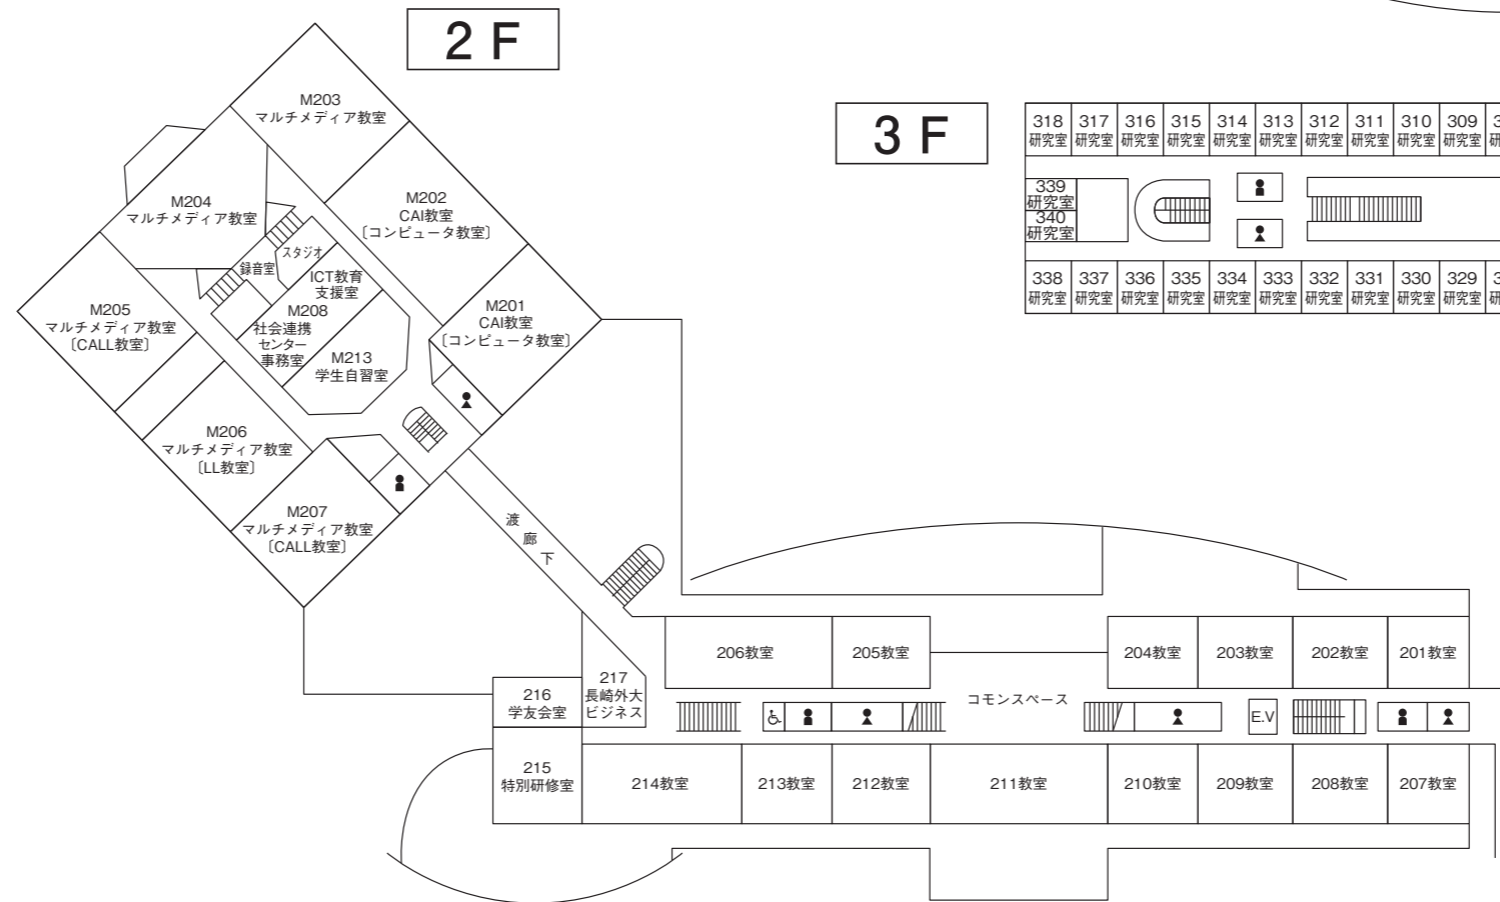 2 F
M203
マルチメディア教室
M204
マルチメディア教室
M202
CAI教室
〔コンピュータ教室〕
スタジオ
録音室
ICT教育
支援室
M201
CAI教室
〔コンピュータ教室〕
M205
マルチメディア教室
〔CALL教室〕
M208
社会連携
センター
事務室
M213
学生自習室
M206
マルチメディア教室
〔LL教室〕
M207
マルチメディア教室
〔CALL教室〕
渡
廊
下
206教室
205教室
204教室
203教室
202教室
201教室
217
長崎外大
ビジネス
216
学友会室
コモンスペース
E.V
215
特別研修室
214教室
213教室
212教室
211教室
210教室
209教室
208教室
207教室
3 F
318
研究室
317
研究室
316
研究室
315
研究室
314
研究室
313
研究室
312
研究室
311
研究室
310
研究室
309
研究室
339
研究室
340
研究室
338
研究室
337
研究室
336
研究室
335
研究室
334
研究室
333
研究室
332
研究室
331
研究室
330
研究室
329
研究室